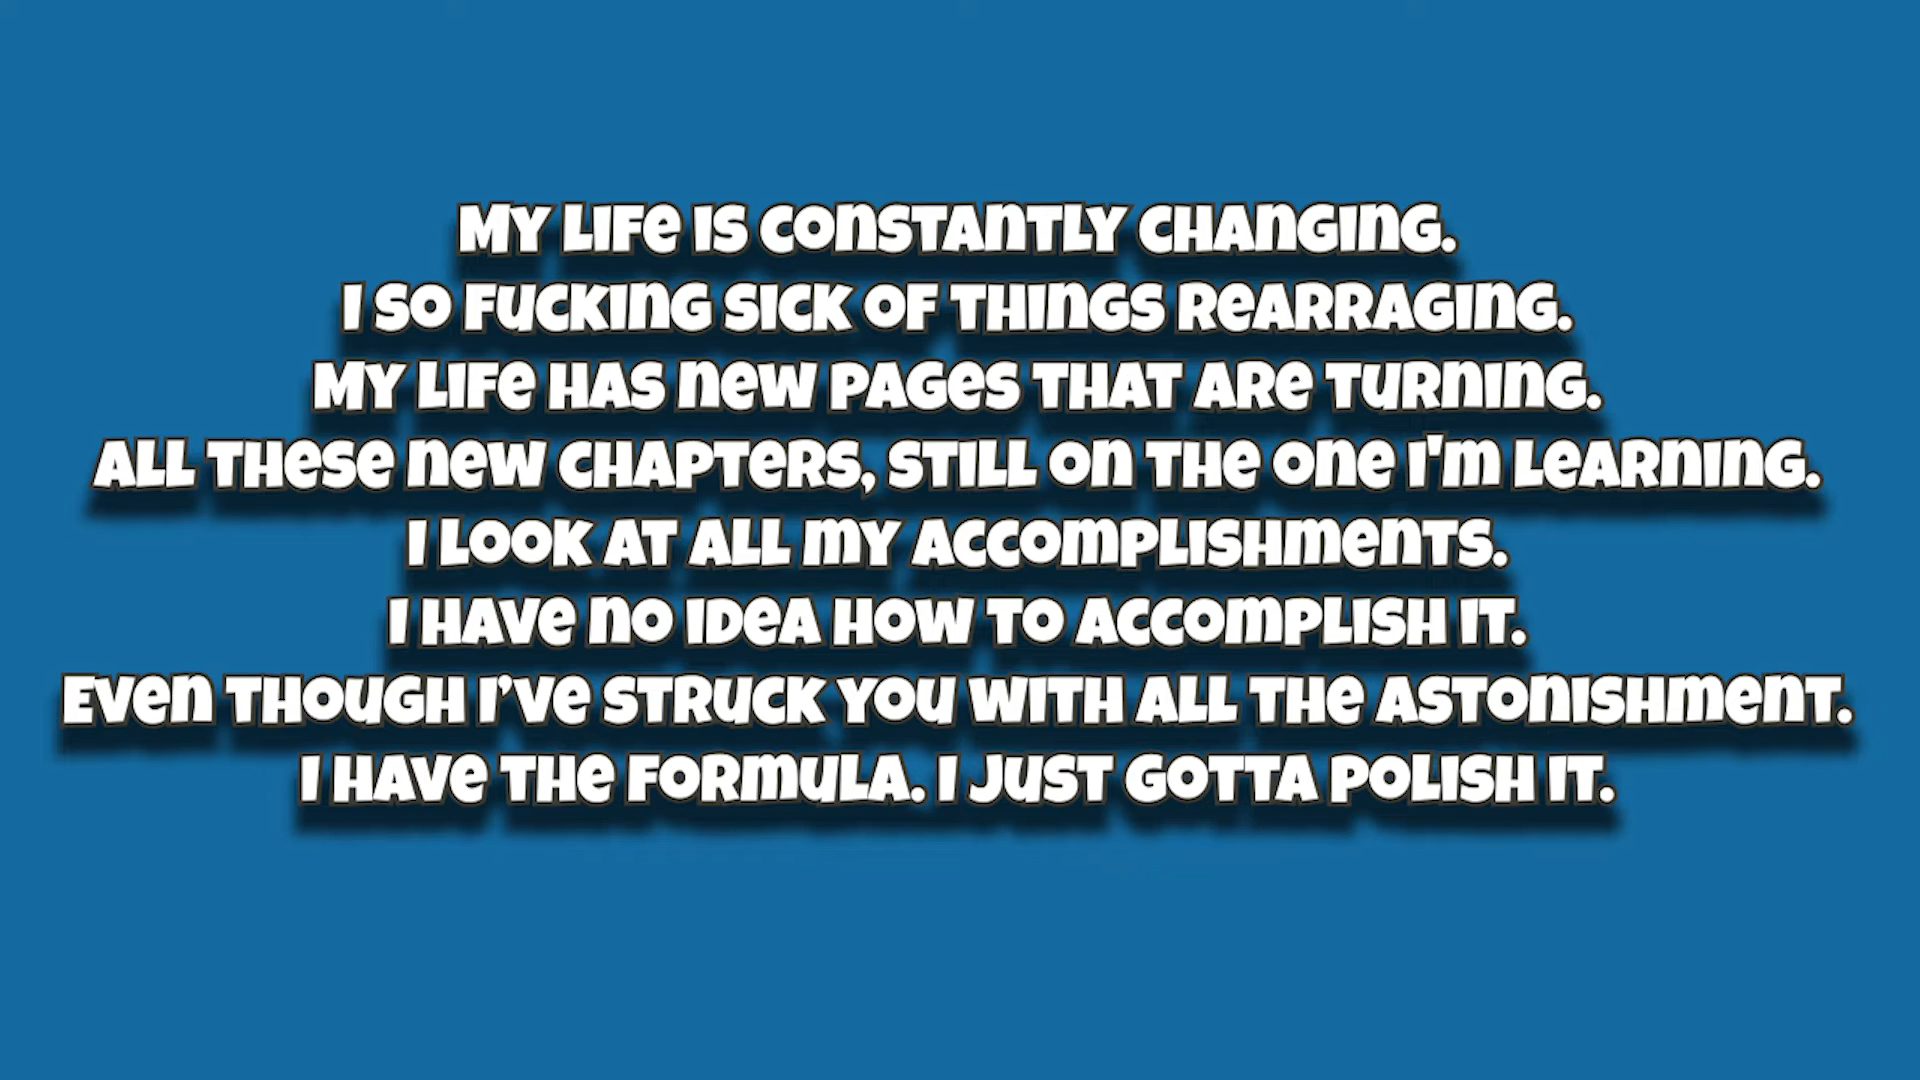 My life is constantly changing.
I so fucking sick of things rearraging.
My life has new pages that are turning.
All these new chapters, still on the one I'm learning.
I look at all my accomplishments.
I have no idea how to accomplish it.
Even though I’ve struck you with all the astonishment.
I have the formula. I just gotta polish it.